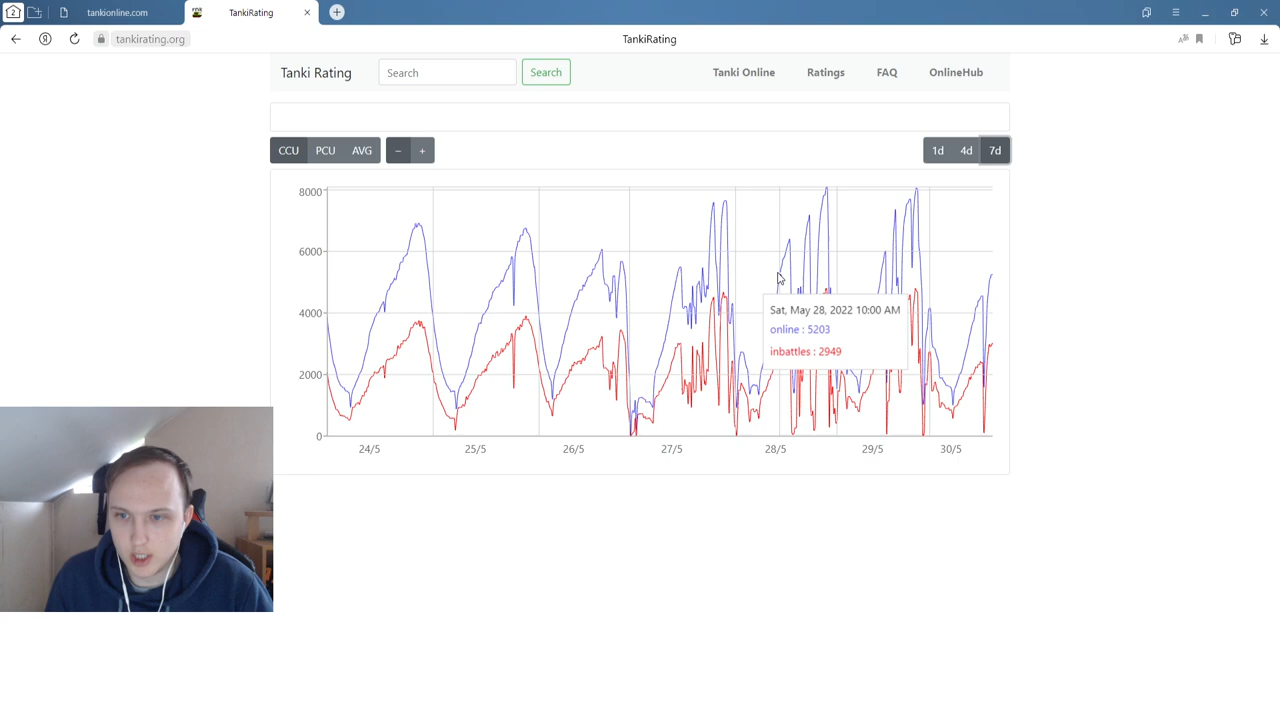 2
tankionline.com
TankiRating
tankirating.org
TankiRating
Tanki Rating
Search
Search
Tanki Online
Ratings
FAQ
OnlineHub
CCU
PCU
AVG
−
+
1d
4d
7d
8000
6000
4000
2000
0
24/5
25/5
26/5
27/5
28/5
29/5
30/5
Sat, May 28, 2022 10:00 AM
online : 5203
inbattles : 2949